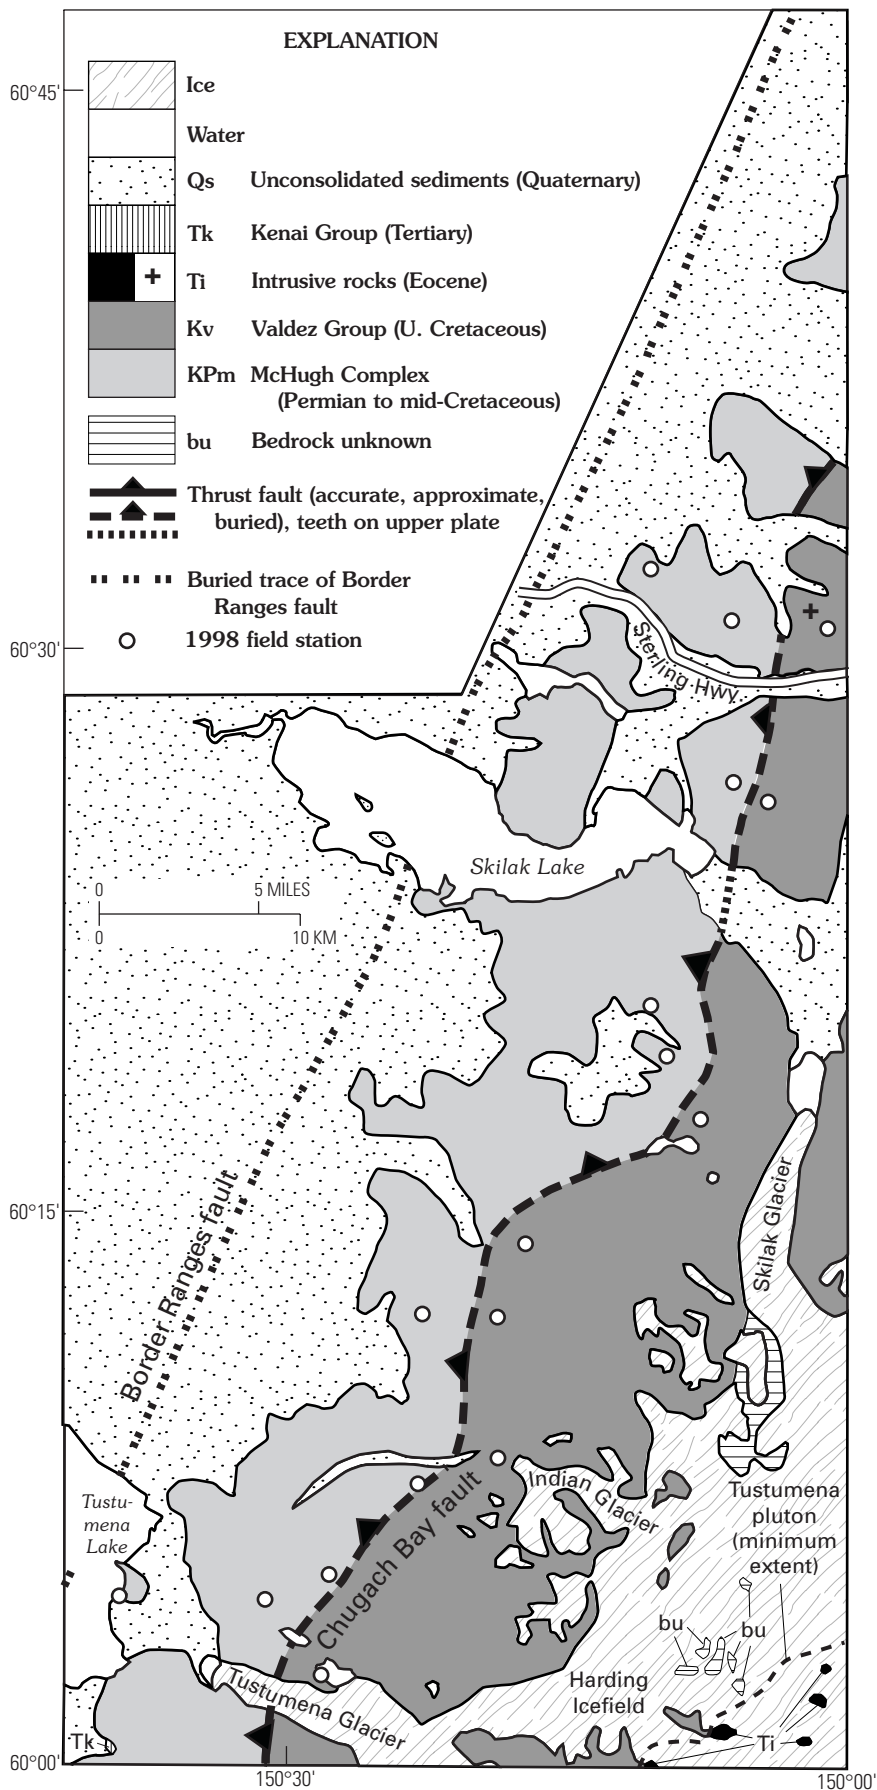 EXPLANATION
Ice
Water
Qs Unconsolidated sediments (Quaternary)
Tk Kenai Group (Tertiary)
+ Ti Intrusive rocks (Eocene)
Kv Valdez Group (U. Cretaceous)
KPm McHugh Complex
(Permian to mid-Cretaceous)
bu Bedrock unknown
Thrust fault (accurate, approximate,
buried), teeth on upper plate
Buried trace of Border
Ranges fault
1998 field station
60°45'
60°30'
60°15'
60°00'
150°30'
150°00'
+
Sterling Hwy
Skilak Lake
0 5 MILES
0 10 KM
Border Ranges fault
Skilak Glacier
Tustu-
mena
Lake
Chugach Bay fault
Indian Glacier
Tustumena
pluton
(minimum
extent)
bu
bu
Harding
Icefield
Tustumena Glacier
Ti
Tk